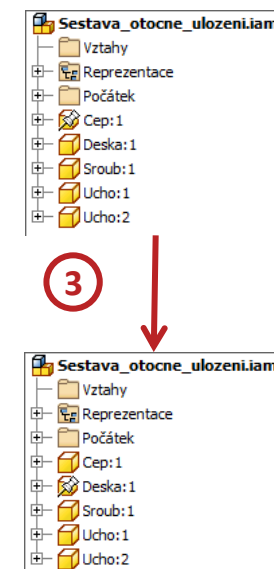 Sestava_otocne_ulozeni.iam
Vztahy
Reprezentace
Počátek
Cep:1
Deska:1
Sroub:1
Ucho:1
Ucho:2
3
Sestava_otocne_ulozeni.iam
Vztahy
Reprezentace
Počátek
Cep:1
Deska:1
Sroub:1
Ucho:1
Ucho:2